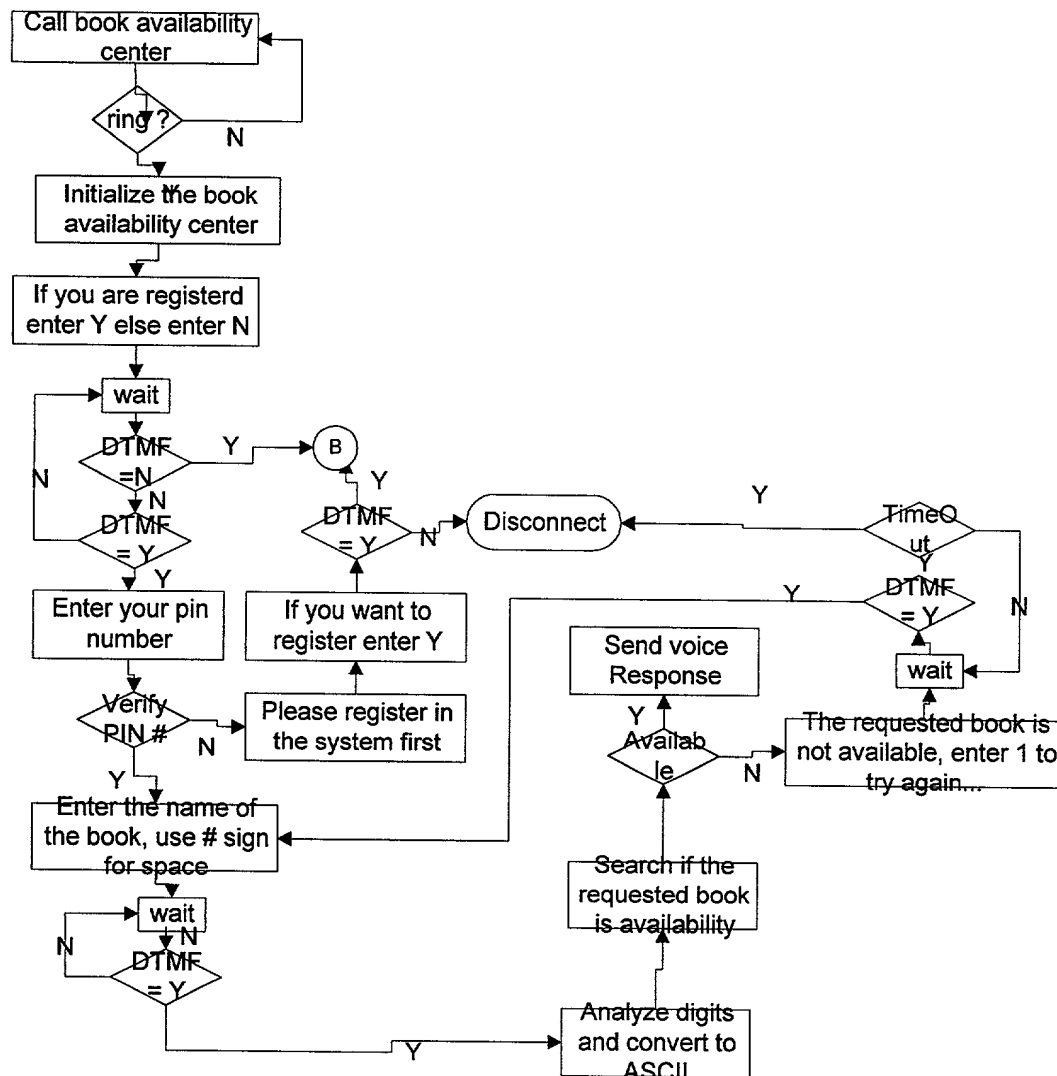 Call book availability
center
ring ?
N
Y
Initialize the book
availability center
If you are registerd
enter Y else enter N
wait
DTMF
=N
Y
B
N
N
DTMF
= Y
Y
Enter your pin
number
Verify
PIN #
N
Please register in
the system first
If you want to
register enter Y
DTMF
= Y
Y
N
Disconnect
Y
Enter the name of
the book, use # sign
for space
wait
N
N
DTMF
= Y
Y
Analyze digits
and convert to
ASCII
Search if the
requested book
is availability
Availab
le
Y
Send voice
Response
N
The requested book is
not available, enter 1 to
try again...
wait
DTMF
= Y
Y
Y
TimeO
ut
Y
N